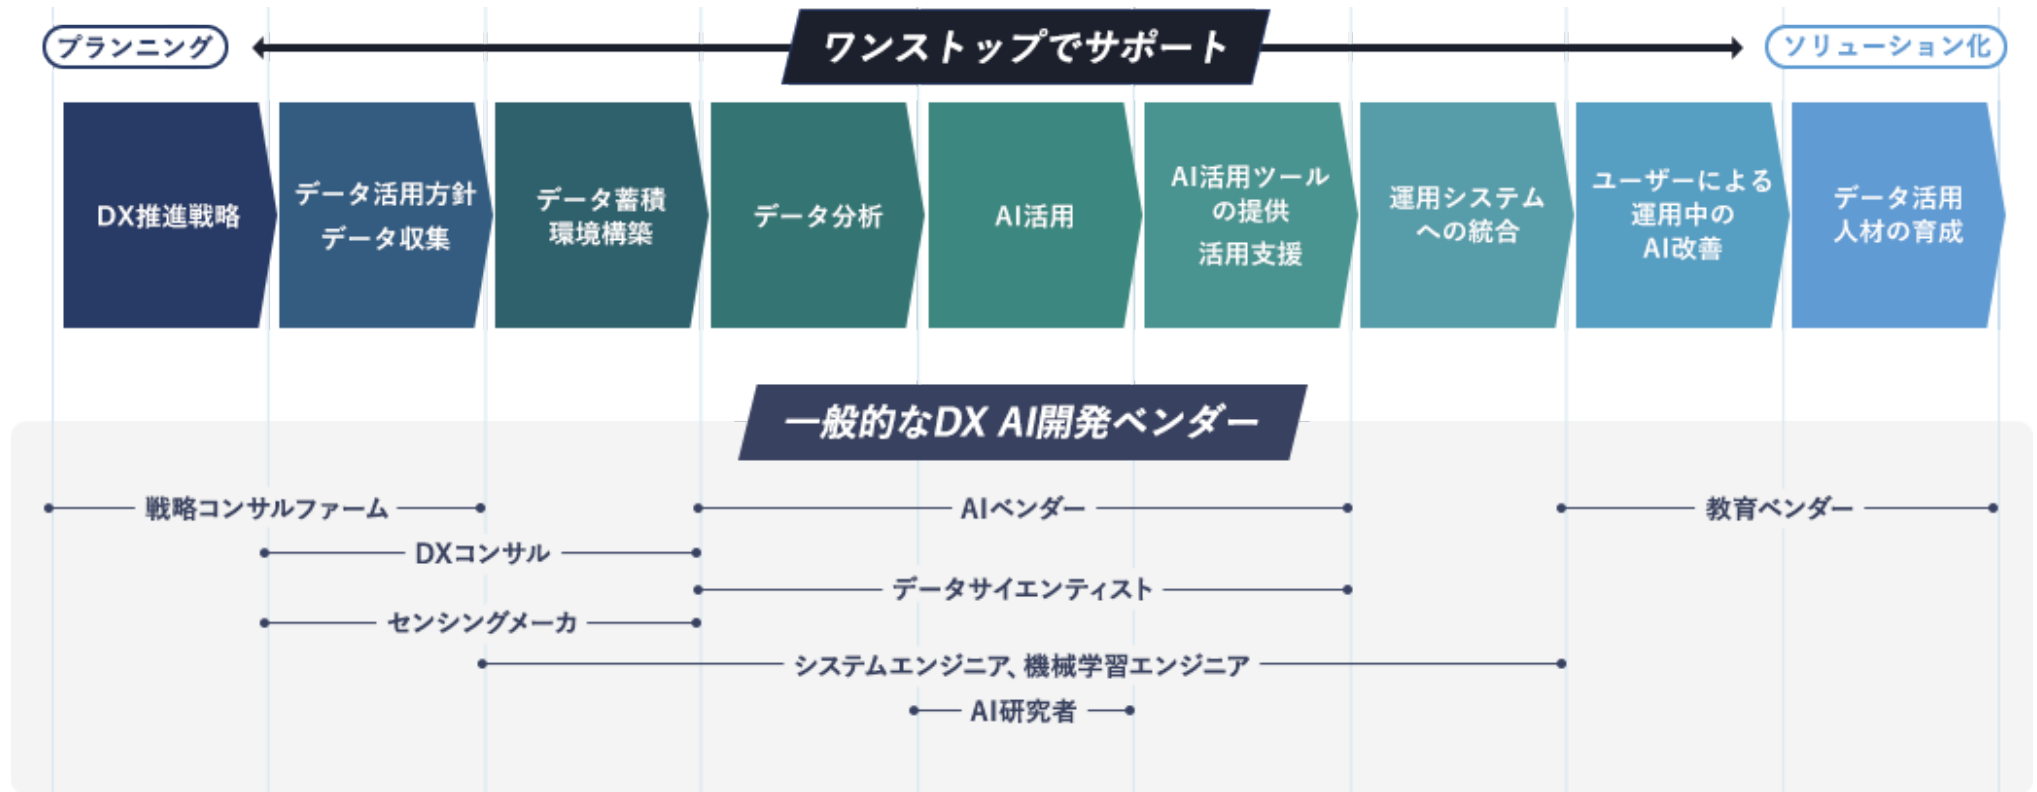 プランニング
ワンストップでサポート
ソリューション化
DX推進戦略
データ活用方針
データ収集
データ蓄積
環境構築
データ分析
AI活用
AI活用ツール
の提供
活用支援
運用システム
への統合
ユーザーによる
運用中の
AI改善
データ活用
人材の育成
一般的なDX AI開発ベンダー
戦略コンサルファーム
AIベンダー
教育ベンダー
DXコンサル
データサイエンティスト
センシングメーカ
システムエンジニア、機械学習エンジニア
AI研究者